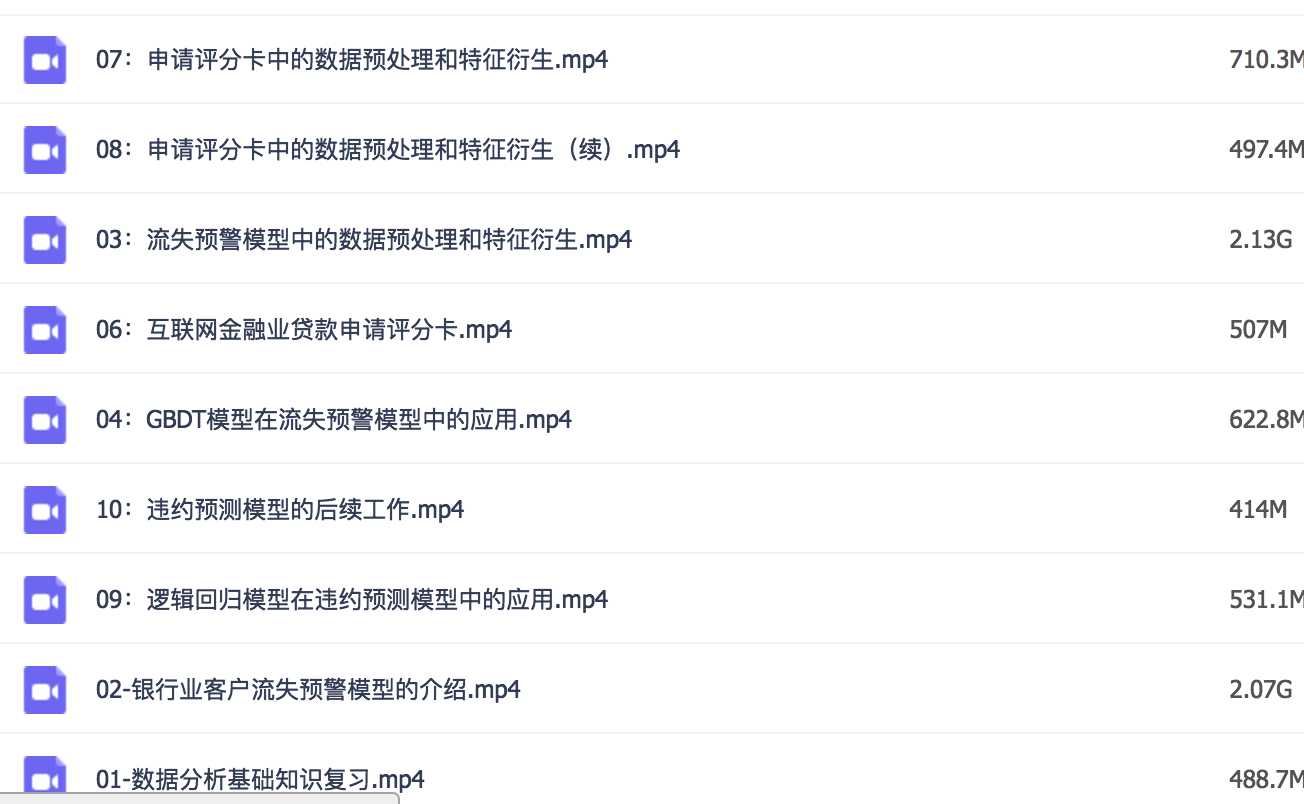 07：申请评分卡中的数据预处理和特征衍生.mp4 710.3M
08：申请评分卡中的数据预处理和特征衍生（续）.mp4 497.4M
03：流失预警模型中的数据预处理和特征衍生.mp4 2.13G
06：互联网金融业贷款申请评分卡.mp4 507M
04：GBDT模型在流失预警模型中的应用.mp4 622.8M
10：违约预测模型的后续工作.mp4 414M
09：逻辑回归模型在违约预测模型中的应用.mp4 531.1M
02-银行业客户流失预警模型的介绍.mp4 2.07G
01-数据分析基础知识复习.mp4 488.7M